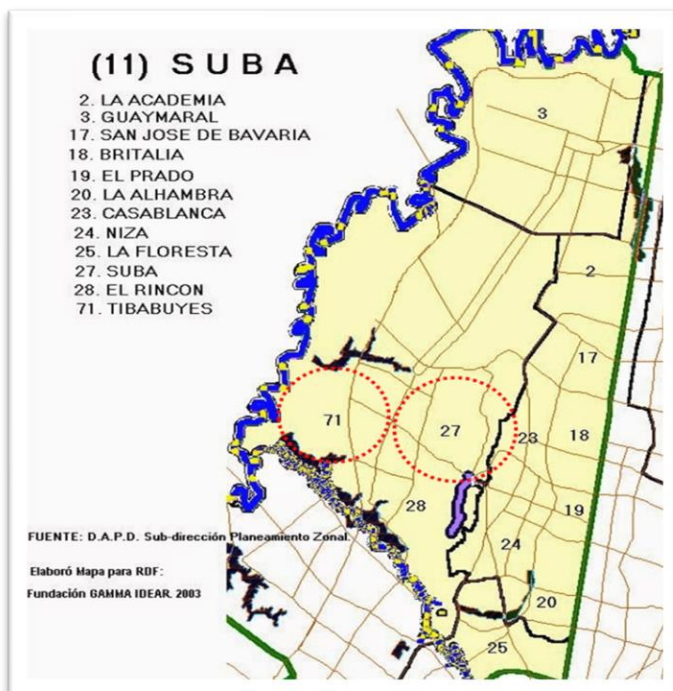 (11) SUBA
2. LA ACADEMIA
3. GUAYMARAL
17. SAN JOSE DE BAVARIA
18. BRITALIA
19. EL PRADO
20. LA ALHAMBRA
23. CASABLANCA
24. NIZA
25. LA FLORESTA
27. SUBA
28. EL RINCON
71. TIBABUYES
3
2
17
71
27
23
18
28
19
24
20
25
FUENTE: D.A.P.D. Sub-dirección Planeamiento Zonal.
Elaboró Mapa para RDF:
Fundación GAMMA IDEAR. 2003